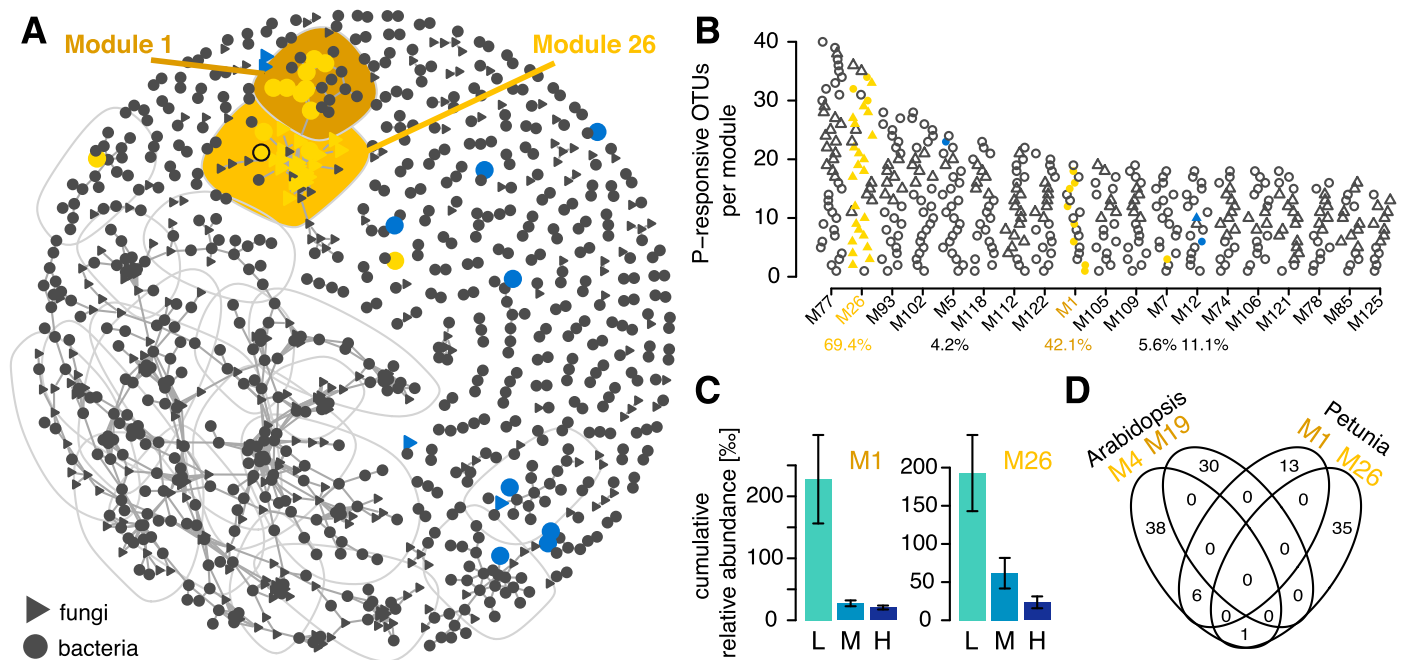 A
Module 1
Module 26
fungi
bacteria
B
P−responsive OTUs
per module
40
30
20
10
0
M77
M26
M93
M102
M5
M118
M112
M122
M1
M105
M109
M7
M12
M74
M106
M121
M78
M85
M125
69.4%
4.2%
42.1%
5.6%
11.1%
C
cumulative
relative abundance [‰]
M1
200
100
0
L M H
M26
200
150
100
50
0
L M H
D
Arabidopsis
M4 M19
Petunia
M1 M26
30
13
0
0
0
38
35
0
0
0
6
0
0
0
1